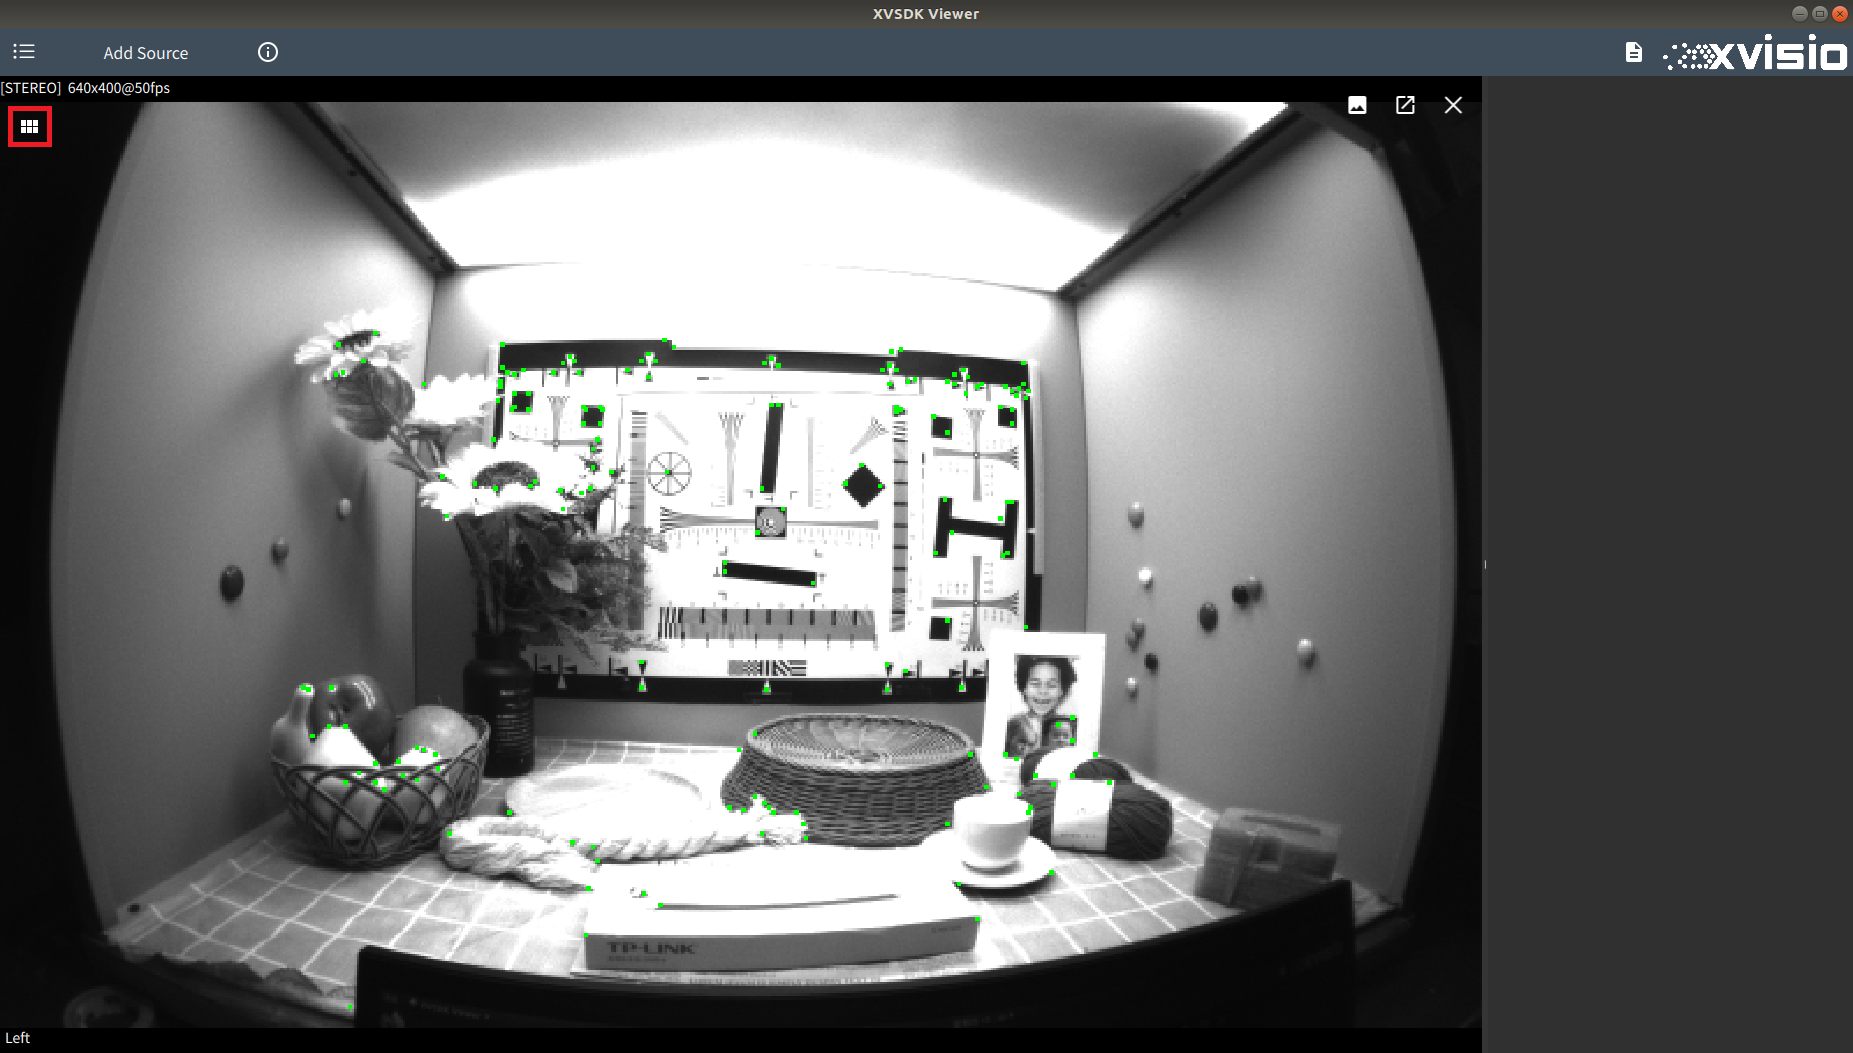 XVSDK Viewer
Add Source
xvisio
[STEREO] 640x400@50fps
TP-LINK
Left